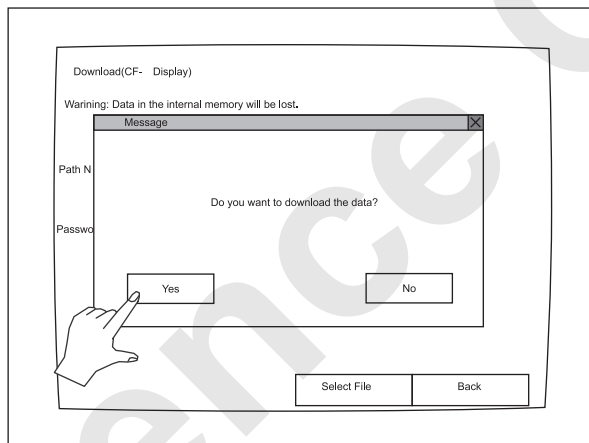 Download(CF-   Display)
Warining: Data in the internal memory will be lost.
Message
Path N
Do you want to download the data?
Passwo
Yes
No
Select File
Back